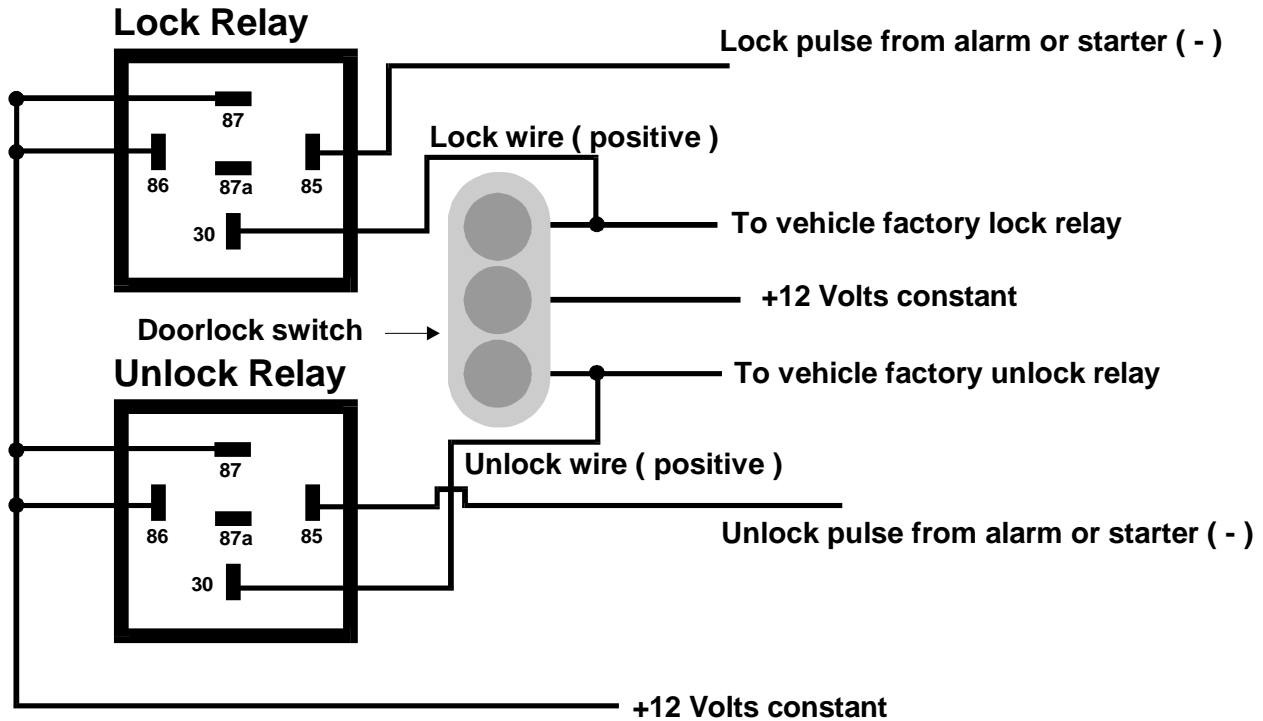 Lock Relay
Lock pulse from alarm or starter ( - )
87
Lock wire ( positive )
86
87a
85
30
To vehicle factory lock relay
+12 Volts constant
Doorlock switch
Unlock Relay
To vehicle factory unlock relay
87
Unlock wire ( positive )
86
87a
85
Unlock pulse from alarm or starter ( - )
30
+12 Volts constant